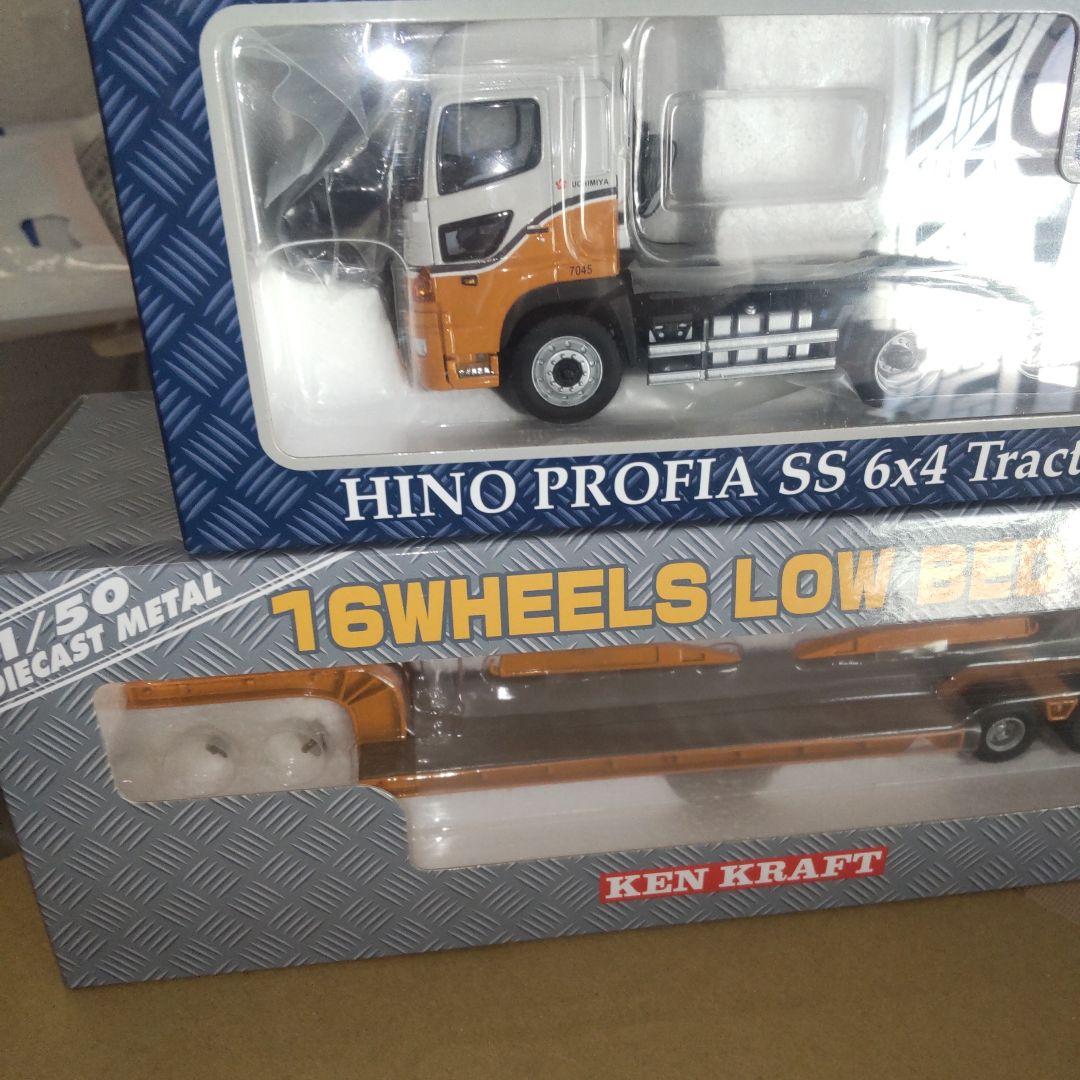 UCHIMIYA
7045
HINO PROFIA SS 6x4 Tract
1/50
DIECAST METAL
16WHEELS LOW BED
KEN KRAFT